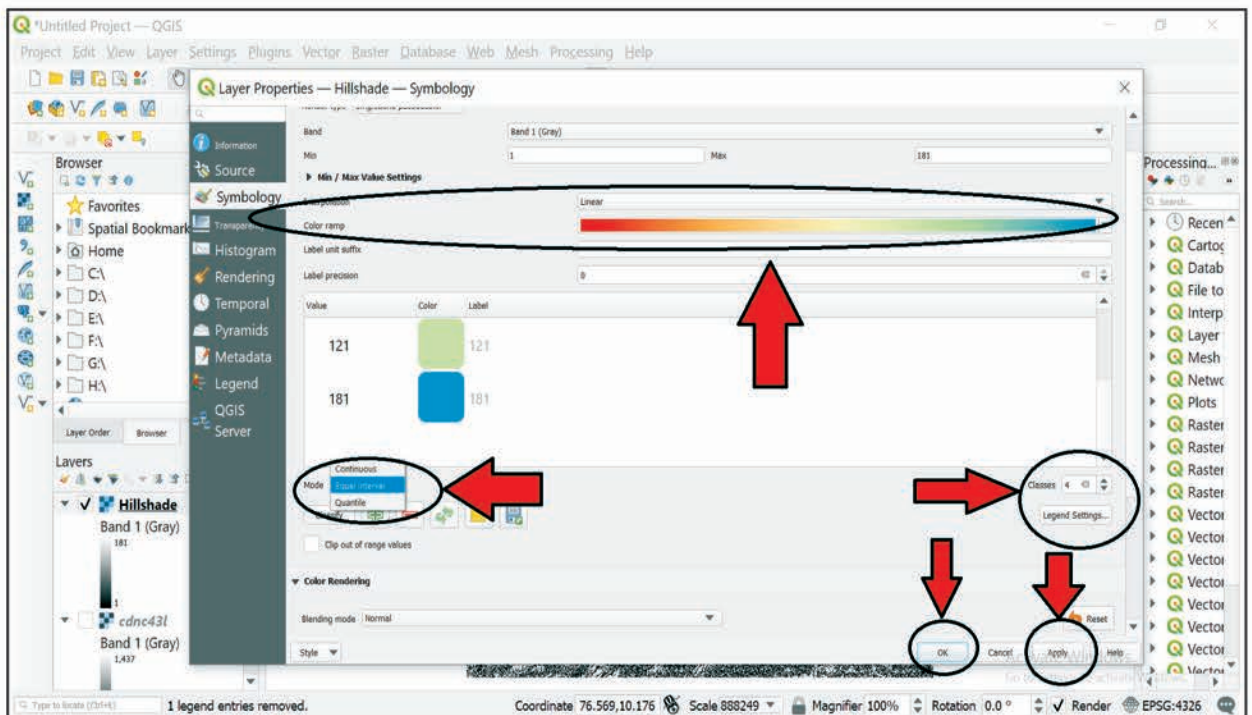 *Untitled Project — QGIS
Project Edit View Layer Settings Plugins Vector Raster Database Web Mesh Processing Help
Layer Properties — Hillshade — Symbology
Band
Band 1 (Gray)
Min
1
Max
181
Min / Max Value Settings
Linear
Color ramp
Label unit suffix
Label precision
0
Value
Color
Label
121
121
181
181
Continuous
Mode
Equal interval
Quantile
Classes
4
Legend Settings...
Clip out of range values
Color Rendering
Blending mode
Normal
Reset
Style
OK
Cancel
Apply
Help
Information
Source
Symbology
Transparency
Histogram
Rendering
Temporal
Pyramids
Metadata
Legend
QGIS
Server
Browser
Favorites
Spatial Bookmark
Home
C:\
D:\
E:\
F:\
G:\
H:\
Layer Order
Browser
Layers
Hillshade
Band 1 (Gray)
181
1
cdnc43l
Band 1 (Gray)
1,437
Processing...
Search...
Recen
Cartog
Datab
File to
Interp
Layer
Mesh
Netwo
Plots
Raster
Raster
Raster
Raster
Vector
Vector
Vector
Vector
Vector
Vector
Vector
Vector
Type to locate (Ctrl+K)
1 legend entries removed.
Coordinate 76.569,10.176
Scale 888249
Magnifier 100%
Rotation 0.0 °
Render
EPSG:4326